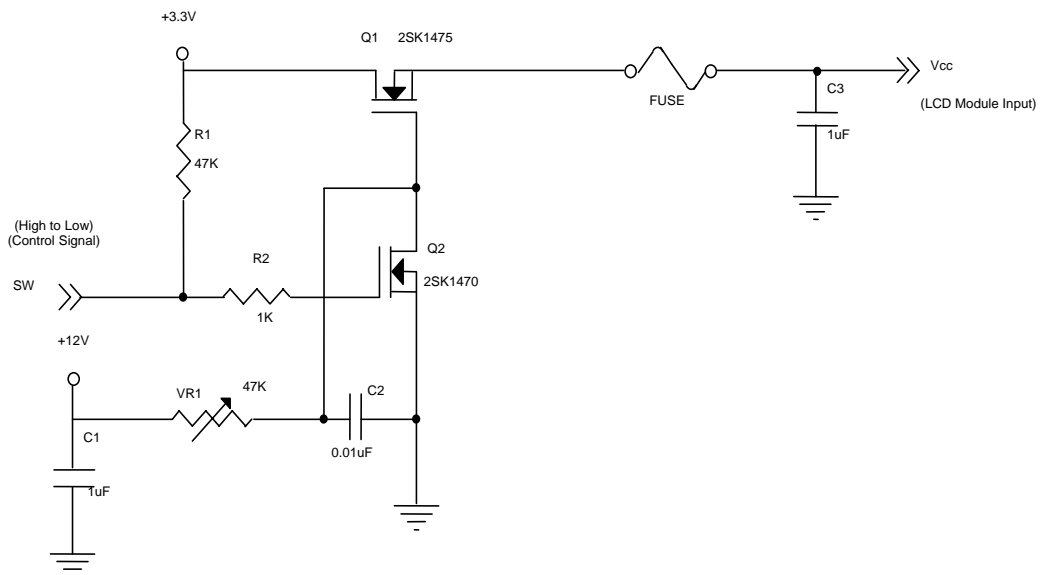 +3.3V
Q1 2SK1475
Vcc
FUSE
C3
(LCD Module Input)
R1
1uF
47K
(High to Low)
(Control Signal)
Q2
R2
SW
2SK1470
1K
+12V
VR1
47K
C2
C1
0.01uF
1uF